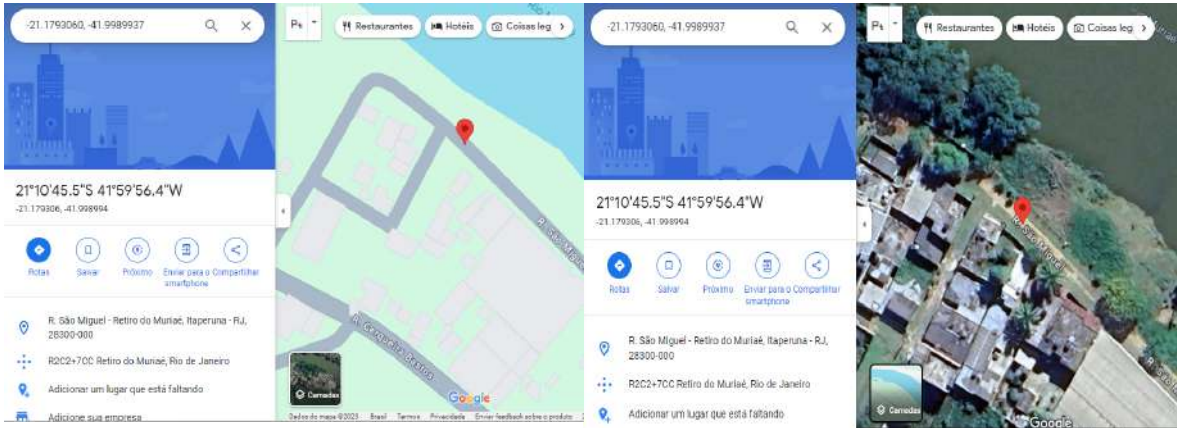 -21.1793060, -41.9989937
21°10'45.5"S 41°59'56.4"W
-21.179306, -41.998994
Rotas
Salvar
Próximo
Enviar para o smartphone
Compartilhar
R. São Miguel - Retiro do Muriaé, Itaperuna - RJ,
28300-000
R2C2+7CC Retiro do Muriaé, Rio de Janeiro
Adicionar um lugar que está faltando
Adicione sua empresa
Restaurantes
Hotéis
Coisas leg
R. São Miguel
R. Cerqueira Bastos
Camadas
Google
Dados do mapa ©2023 Brasil Termos Privacidade Enviar feedback sobre o produto
-21.1793060, -41.9989937
21°10'45.5"S 41°59'56.4"W
-21.179306, -41.998994
Rotas
Salvar
Próximo
Enviar para o smartphone
Compartilhar
R. São Miguel - Retiro do Muriaé, Itaperuna - RJ,
28300-000
R2C2+7CC Retiro do Muriaé, Rio de Janeiro
Adicionar um lugar que está faltando
Restaurantes
Hotéis
Coisas leg
R. São Miguel
Camadas
Google